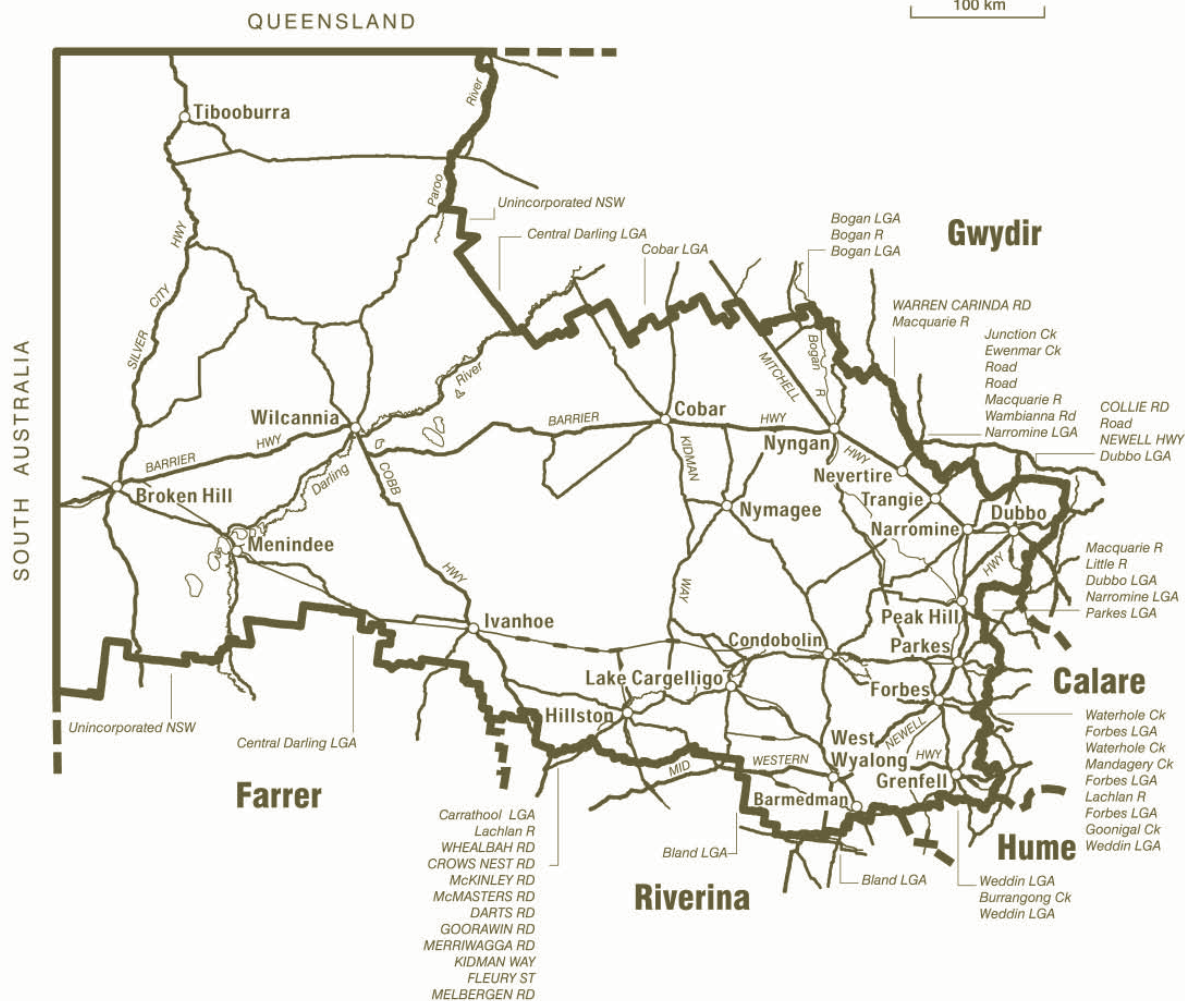 100 km
QUEENSLAND
SOUTH AUSTRALIA
Tibooburra
River
Paroo
Unincorporated NSW
Central Darling LGA
Cobar LGA
Bogan LGA
Bogan R
Bogan LGA
Gwydir
WARREN CARINDA RD
Macquarie R
Junction Ck
Ewenmar Ck
Road
Road
Macquarie R
Wambianna Rd
Narromine LGA
COLLIE RD
Road
NEWELL HWY
Dubbo LGA
HWY
CITY
SILVER
MITCHELL
HWY
Bogan R
River
Darling
Wilcannia
BARRIER
HWY
Broken Hill
Menindee
COBB
HWY
BARRIER
HWY
Cobar
KIDMAN
WAY
Nyngan
Nevertire
Trangie
Nymagee
Narromine
Dubbo
HWY
Macquarie R
Little R
Dubbo LGA
Narromine LGA
Parkes LGA
Ivanhoe
Peak Hill
Condobolin
Parkes
Lake Cargelligo
Forbes
Calare
Hillston
West
Wyalong
NEWELL
HWY
Grenfell
MID
WESTERN
Barmedman
Unincorporated NSW
Central Darling LGA
Farrer
Waterhole Ck
Forbes LGA
Waterhole Ck
Mandagery Ck
Forbes LGA
Lachlan R
Forbes LGA
Goonigal Ck
Weddin LGA
Hume
Carrathool LGA
Lachlan R
WHEALBAH RD
CROWS NEST RD
McKINLEY RD
McMASTERS RD
DARTS RD
GOORAWIN RD
MERRIWAGGA RD
KIDMAN WAY
FLEURY ST
MELBERGEN RD
Bland LGA
Riverina
Bland LGA
Weddin LGA
Burrangong Ck
Weddin LGA